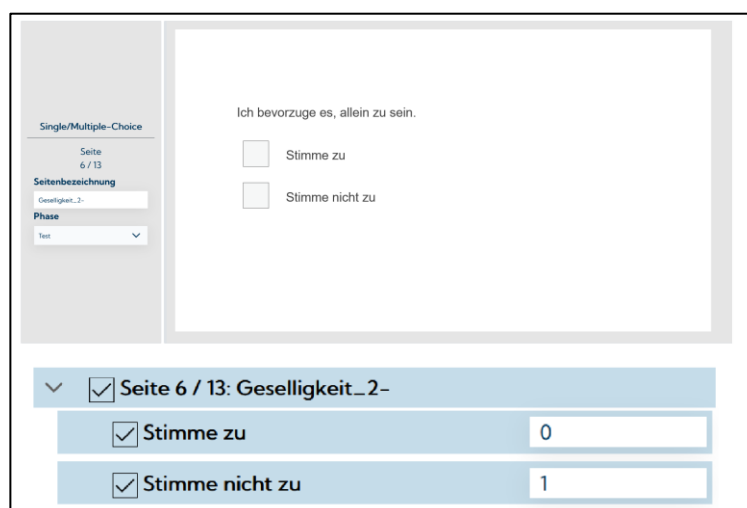 Single/Multiple-Choice
Seite
6 / 13
Seitenbezeichnung
Geselligkeit_2-
Phase
Test
Ich bevorzuge es, allein zu sein.
Stimme zu
Stimme nicht zu
Seite 6 / 13: Geselligkeit_2-
Stimme zu
0
Stimme nicht zu
1